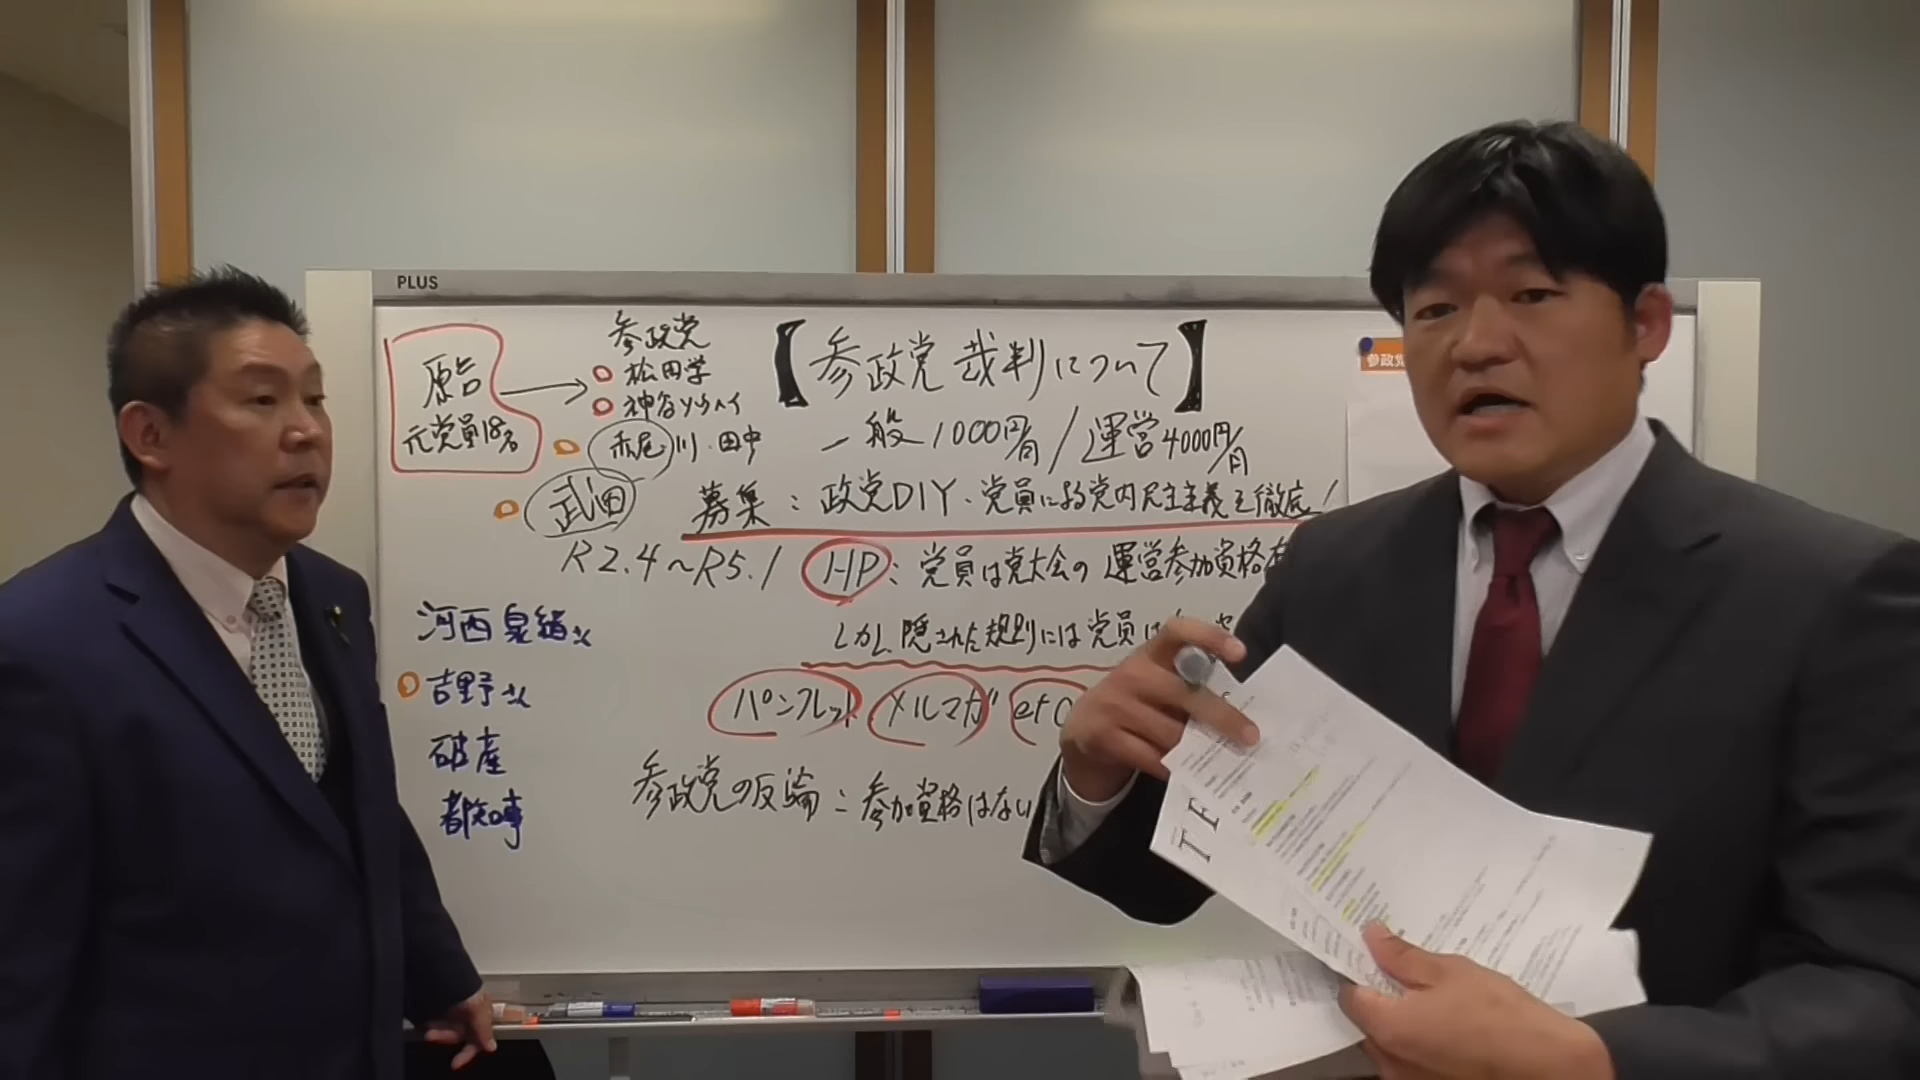 PLUS
原告
元党員18名
参政党
松田学
神谷ソウヘイ
赤尾 川・田中
武田
【参政党 裁判について】
一般1000円/月/運営4000円/月
募集：政党DIY・党員による党内民主主義を徹底！
R2.4～R5.1
HP：党員は党大会の運営参加資格
しかし隠された規則には党員は
パンフレット メルマガ etc
参政党の反論：参加資格はない
河西泉緒さん
吉野さん
破産
都知事
参政党